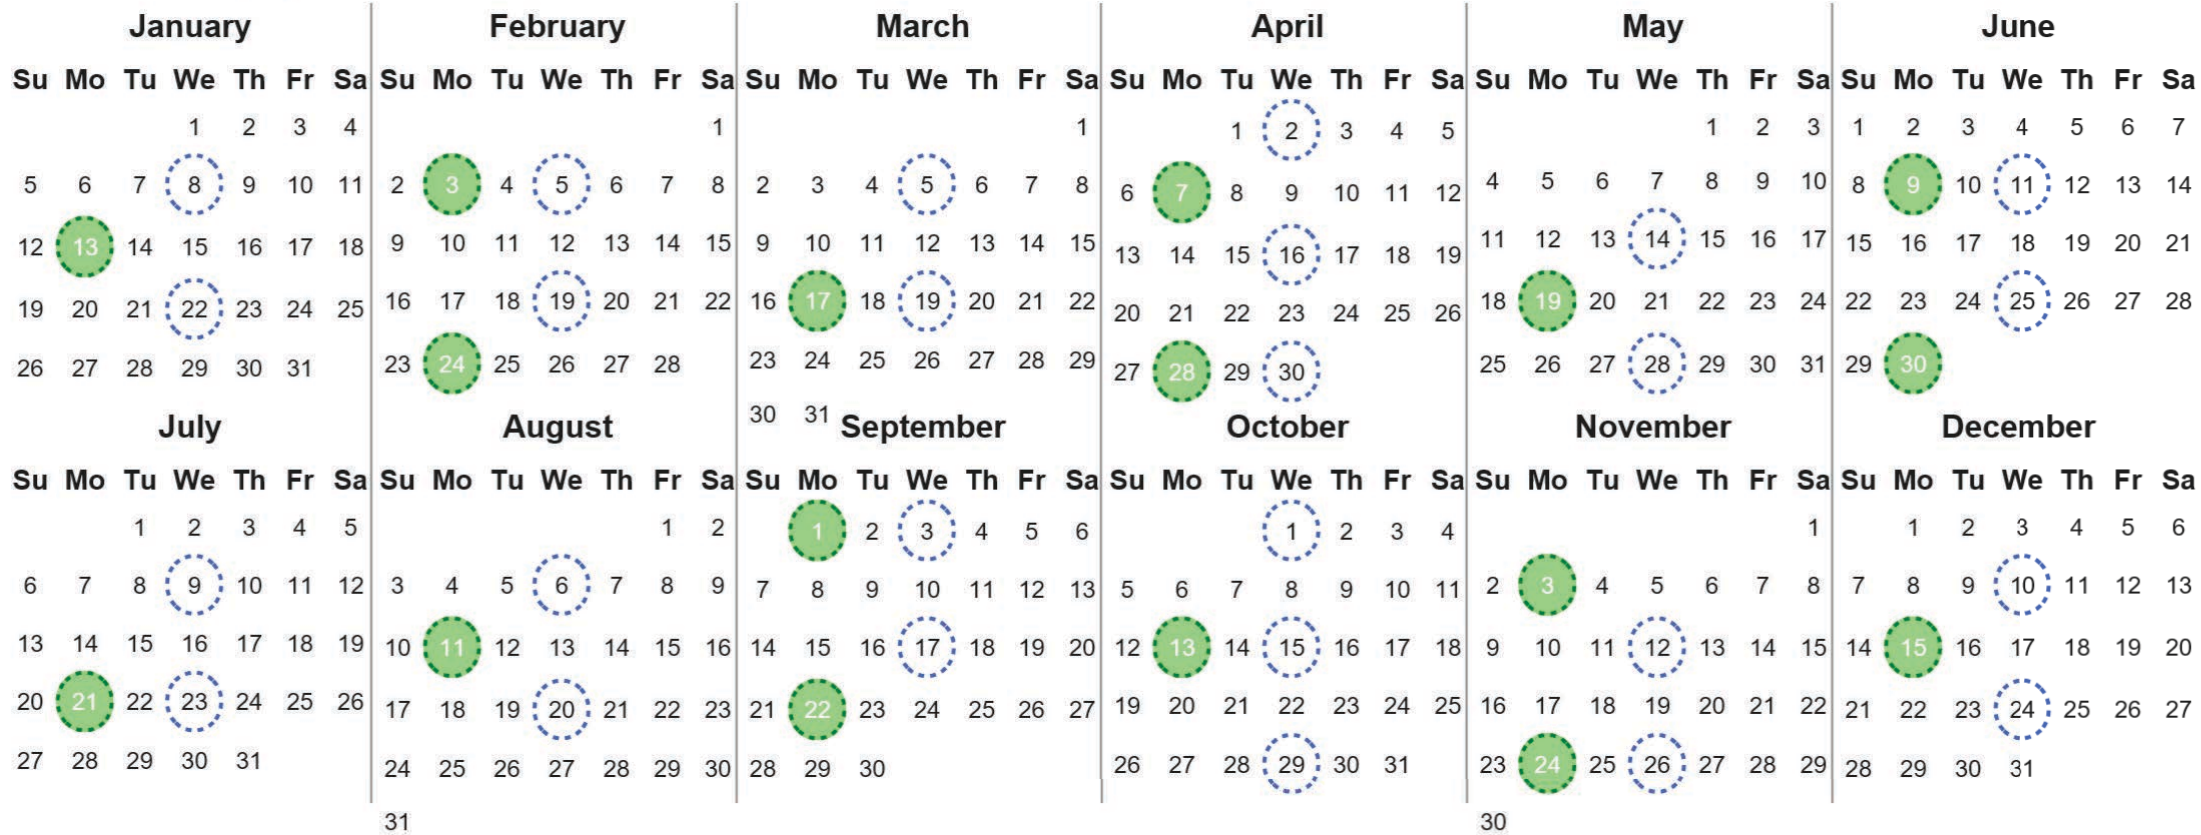 January February March April May June
Su Mo Tu We Th Fr Sa Su Mo Tu We Th Fr Sa Su Mo Tu We Th Fr Sa Su Mo Tu We Th Fr Sa Su Mo Tu We Th Fr Sa Su Mo Tu We Th Fr Sa
1 2 3 4 1 1 1 2 3 4 5 1 2 3 1 2 3 4 5 6 7
5 6 7 8 9 10 11 2 3 4 5 6 7 8 2 3 4 5 6 7 8 6 7 8 9 10 11 12 4 5 6 7 8 9 10 8 9 10 11 12 13 14
12 13 14 15 16 17 18 9 10 11 12 13 14 15 9 10 11 12 13 14 15 13 14 15 16 17 18 19 11 12 13 14 15 16 17 15 16 17 18 19 20 21
19 20 21 22 23 24 25 16 17 18 19 20 21 22 16 17 18 19 20 21 22 20 21 22 23 24 25 26 18 19 20 21 22 23 24 22 23 24 25 26 27 28
26 27 28 29 30 31 23 24 25 26 27 28 23 24 25 26 27 28 29 27 28 29 30 25 26 27 28 29 30 31 29 30
30 31
July August September October November December
Su Mo Tu We Th Fr Sa Su Mo Tu We Th Fr Sa Su Mo Tu We Th Fr Sa Su Mo Tu We Th Fr Sa Su Mo Tu We Th Fr Sa Su Mo Tu We Th Fr Sa
1 2 3 4 5 1 2 1 2 3 4 5 6 1 2 3 4 1 1 2 3 4 5 6
6 7 8 9 10 11 12 3 4 5 6 7 8 9 7 8 9 10 11 12 13 5 6 7 8 9 10 11 2 3 4 5 6 7 8 7 8 9 10 11 12 13
13 14 15 16 17 18 19 10 11 12 13 14 15 16 14 15 16 17 18 19 20 12 13 14 15 16 17 18 9 10 11 12 13 14 15 14 15 16 17 18 19 20
20 21 22 23 24 25 26 17 18 19 20 21 22 23 21 22 23 24 25 26 27 19 20 21 22 23 24 25 16 17 18 19 20 21 22 21 22 23 24 25 26 27
27 28 29 30 31 24 25 26 27 28 29 30 28 29 30 26 27 28 29 30 31 23 24 25 26 27 28 29 28 29 30 31
31 30